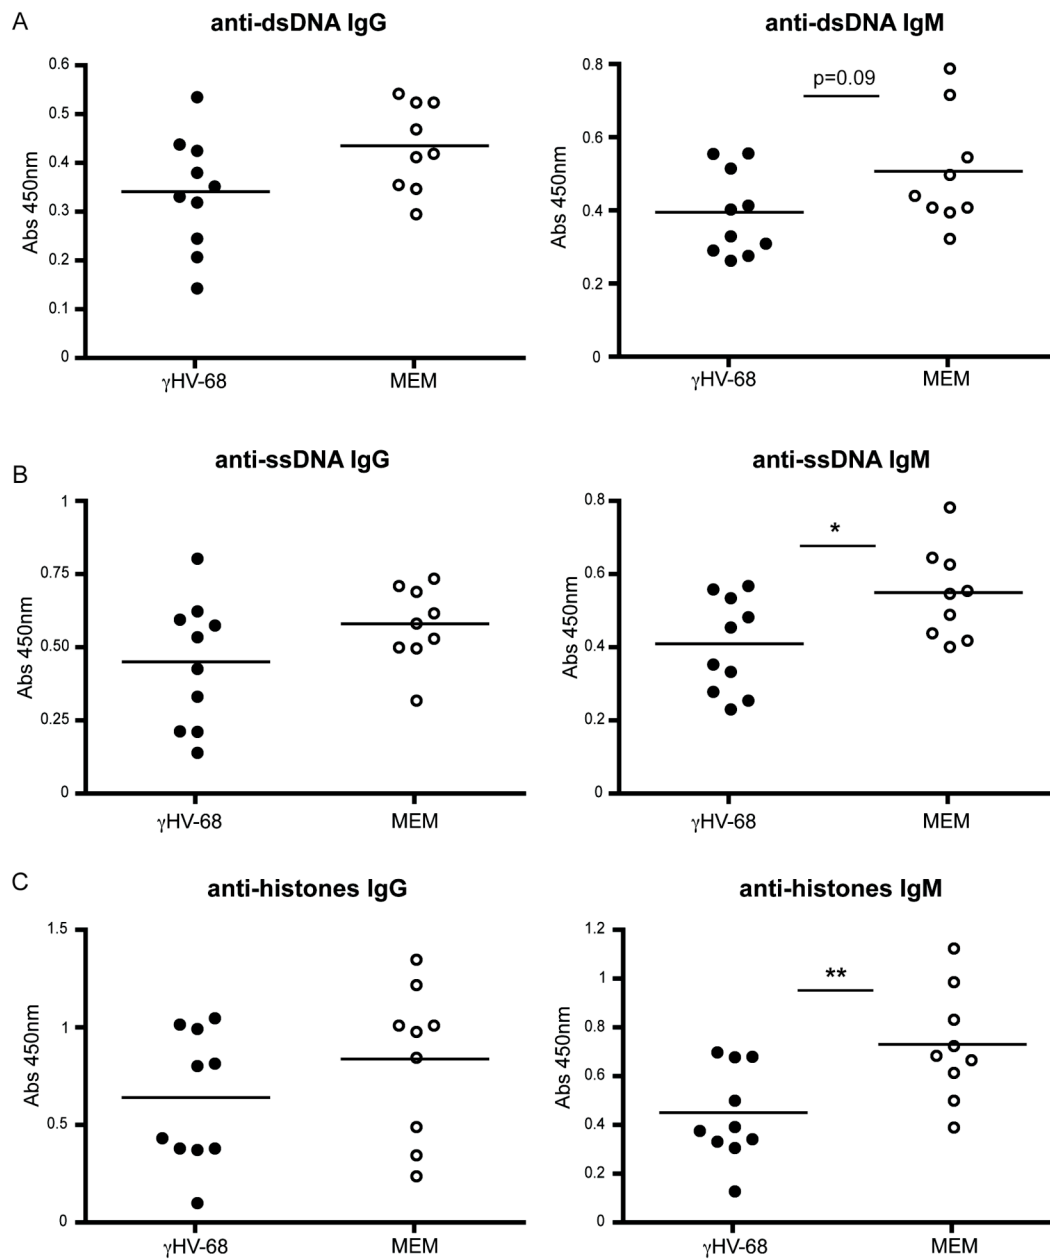 A
anti-dsDNA IgG
0.6
0.5
0.4
0.3
0.2
0.1
0
Abs 450nm
γHV-68
MEM
anti-dsDNA IgM
p=0.09
0.8
0.6
0.4
0.2
0
Abs 450nm
γHV-68
MEM
B
anti-ssDNA IgG
1
0.75
0.50
0.25
0
Abs 450nm
γHV-68
MEM
anti-ssDNA IgM
*
0.8
0.6
0.4
0.2
0
Abs 450nm
γHV-68
MEM
C
anti-histones IgG
1.5
1
0.5
0
Abs 450nm
γHV-68
MEM
anti-histones IgM
**
1.2
1
0.8
0.6
0.4
0.2
0
Abs 450nm
γHV-68
MEM